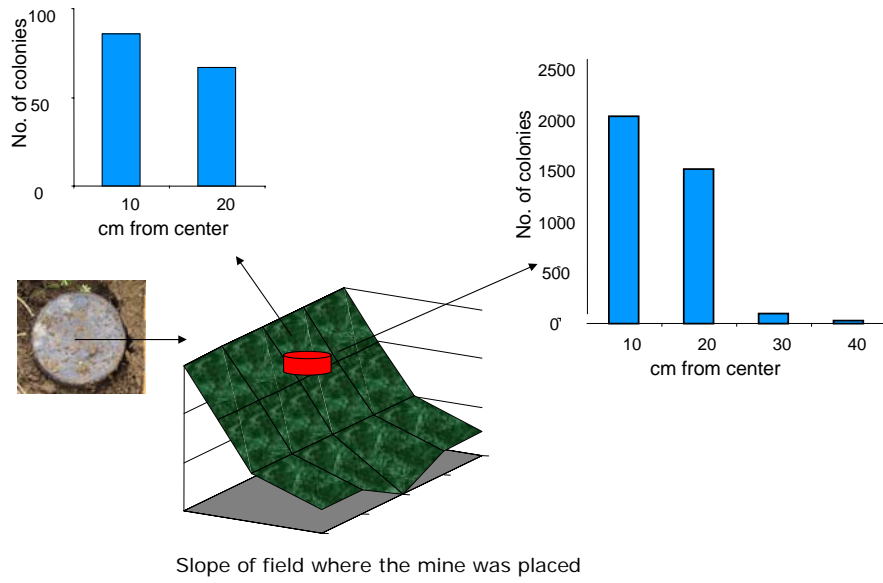 No. of colonies
100
50
0
10 20
cm from center
No. of colonies
2500
2000
1500
1000
500
0
10 20 30 40
cm from center
Slope of field where the mine was placed